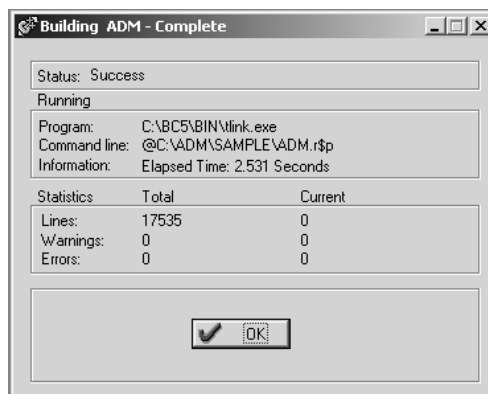 Building ADM - Complete
Status: Success
Running
Program: C:\BC5\BIN\tlink.exe
Command line: @C:\ADM\SAMPLE\ADM.r$p
Information: Elapsed Time: 2.531 Seconds
Statistics Total Current
Lines: 17535 0
Warnings: 0 0
Errors: 0 0
OK